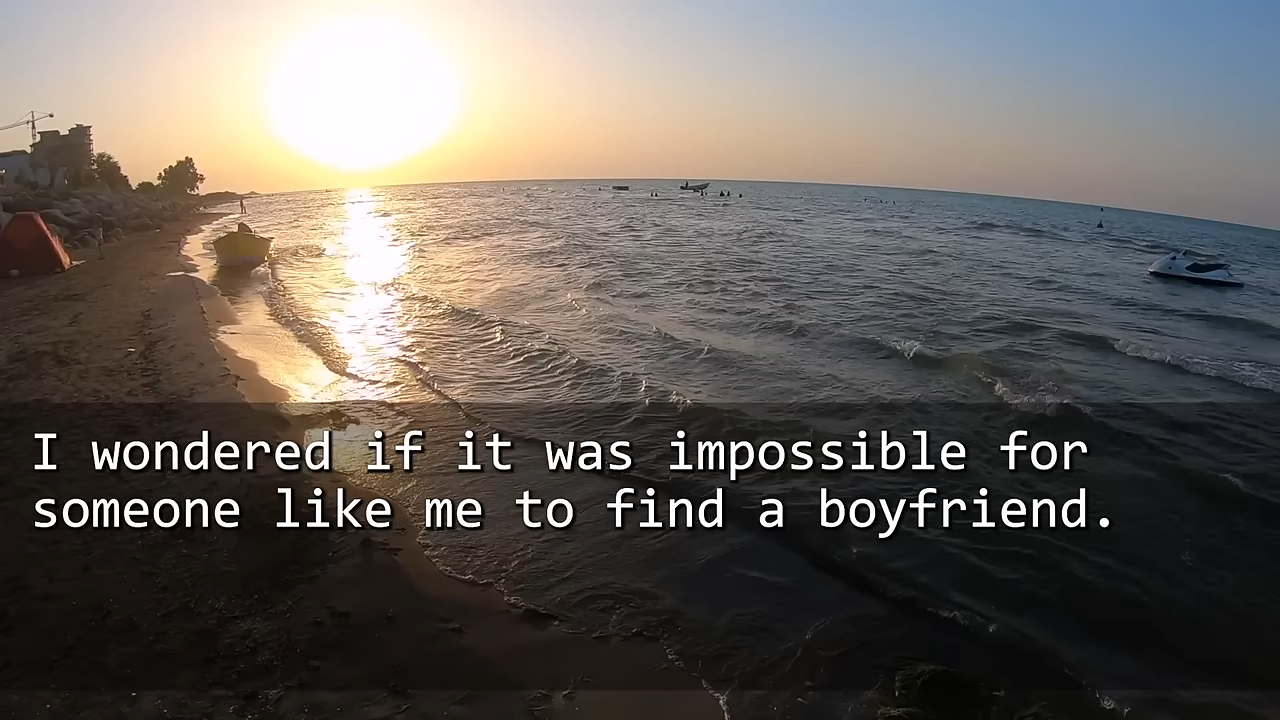 I wondered if it was impossible for
someone like me to find a boyfriend.